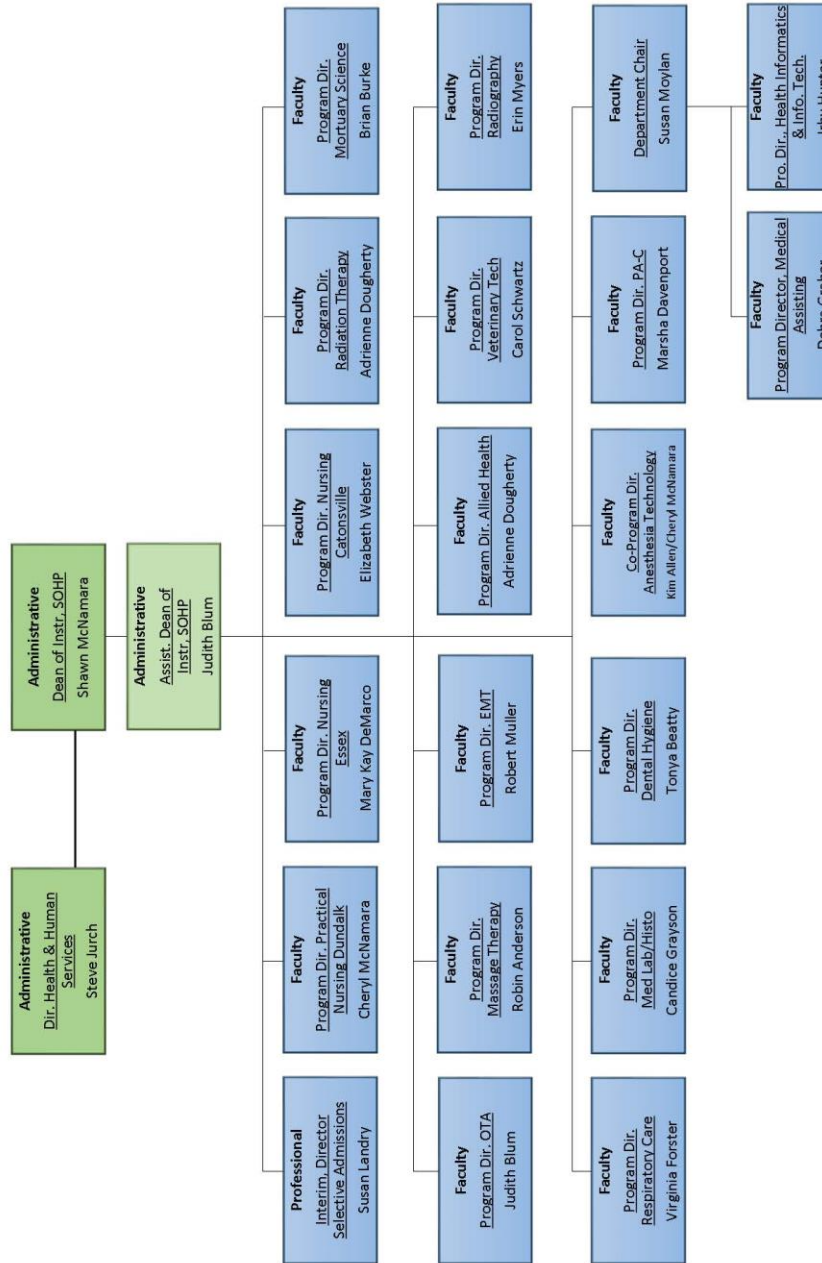 Administrative
Dir. Health & Human
Services
Steve Jurch
Administrative
Dean of Instr, SOHP
Shawn McNamara
Administrative
Assist. Dean of
Instr, SOHP
Judith Blum
Professional
Interim, Director
Selective Admissions
Susan Landry
Faculty
Program Dir. Practical
Nursing Dundalk
Cheryl McNamara
Faculty
Program Dir. Nursing
Essex
Mary Kay DeMarco
Faculty
Program Dir. Nursing
Catonsville
Elizabeth Webster
Faculty
Program Dir.
Radiation Therapy
Adrienne Dougherty
Faculty
Program Dir.
Mortuary Science
Brian Burke
Faculty
Program Dir. OTA
Judith Blum
Faculty
Program Dir.
Massage Therapy
Robin Anderson
Faculty
Program Dir. EMT
Robert Muller
Faculty
Program Dir. Allied Health
Adrienne Dougherty
Faculty
Program Dir.
Veterinary Tech
Carol Schwartz
Faculty
Program Dir.
Radiography
Erin Myers
Faculty
Program Dir.
Respiratory Care
Virginia Forster
Faculty
Program Dir.
Med Lab/Histo
Candice Grayson
Faculty
Program Dir.
Dental Hygiene
Tonya Beatty
Faculty
Co-Program Dir.
Anesthesia Technology
Kim Allen/Cheryl McNamara
Faculty
Program Dir. PA-C
Marsha Davenport
Faculty
Department Chair
Susan Moylan
Faculty
Program Director, Medical
Assisting
Faculty
Pro. Dir., Health Informatics
& Info. Tech.